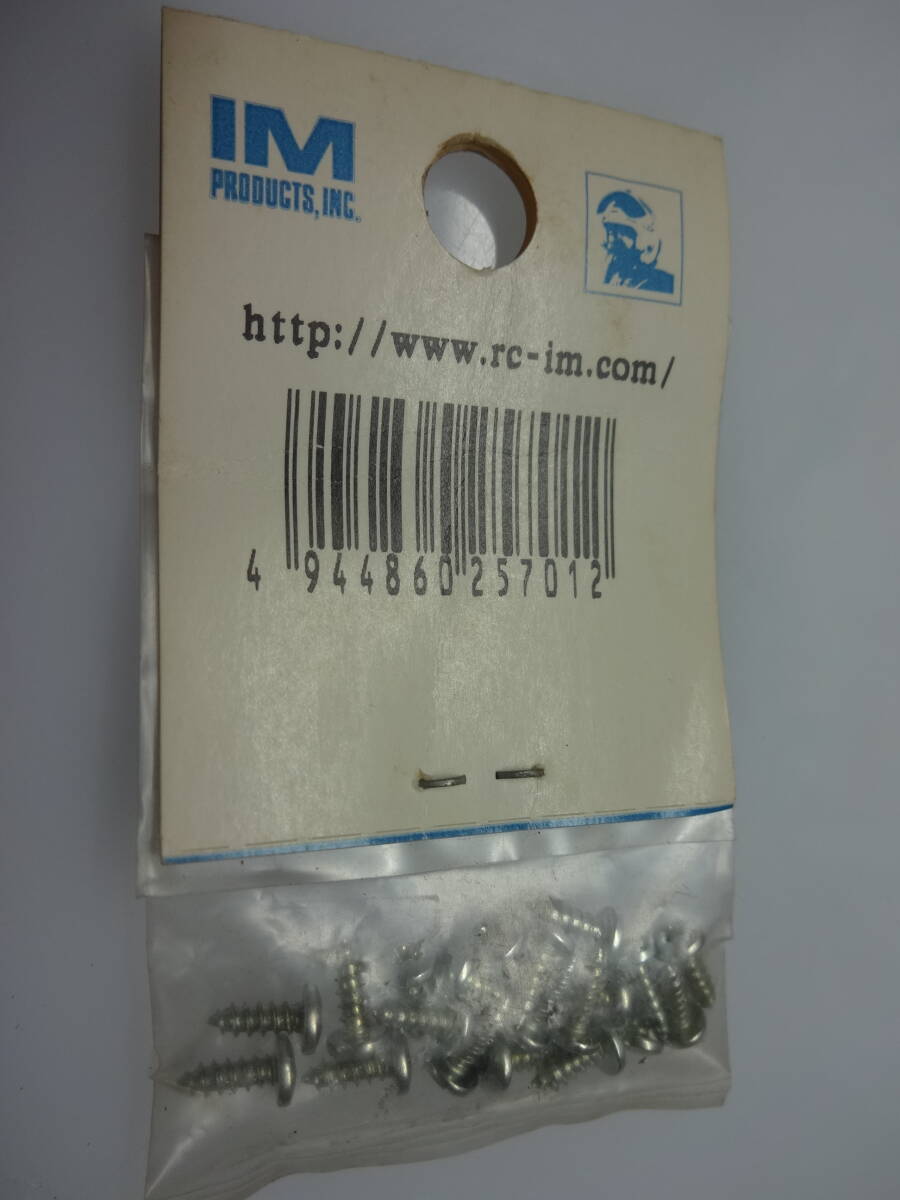 IM
PRODUCTS, INC.
http://www.rc-im.com/
4 944860 257012